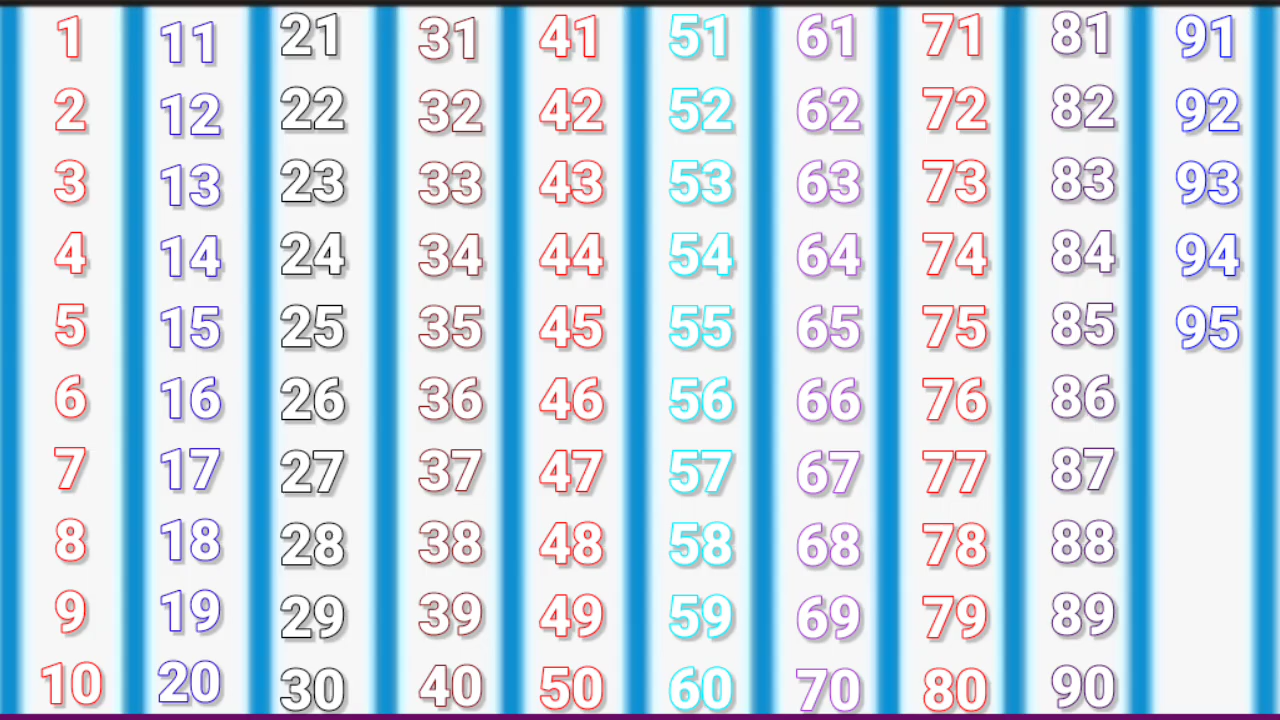 1 11 21 31 41 51 61 71 81 91
2 12 22 32 42 52 62 72 82 92
3 13 23 33 43 53 63 73 83 93
4 14 24 34 44 54 64 74 84 94
5 15 25 35 45 55 65 75 85 95
6 16 26 36 46 56 66 76 86
7 17 27 37 47 57 67 77 87
8 18 28 38 48 58 68 78 88
9 19 29 39 49 59 69 79 89
10 20 30 40 50 60 70 80 90